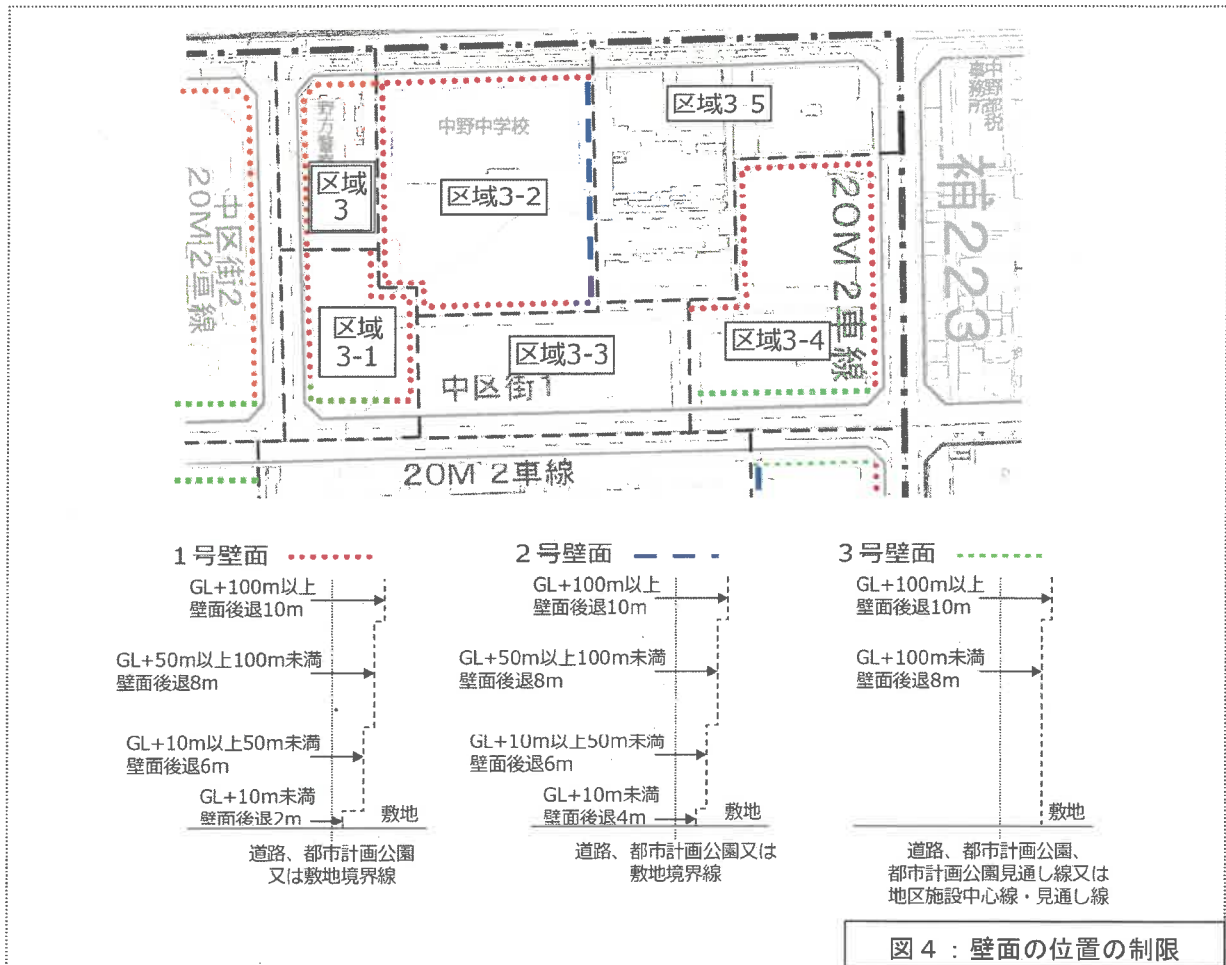 中野中学校
区域3-5
中野都税
事務所
区域
3
区域3-2
中区街2
20M 2車線
補223
20M 2車線
区域
3-1
区域3-3
区域3-4
中区街1
20M 2車線
1号壁面
GL+100m以上
壁面後退10m
GL+50m以上100m未満
壁面後退8m
GL+10m以上50m未満
壁面後退6m
GL+10m未満
壁面後退2m
敷地
道路、都市計画公園
又は敷地境界線
2号壁面
GL+100m以上
壁面後退10m
GL+50m以上100m未満
壁面後退8m
GL+10m以上50m未満
壁面後退6m
GL+10m未満
壁面後退4m
敷地
道路、都市計画公園又は
敷地境界線
3号壁面
GL+100m以上
壁面後退10m
GL+100m未満
壁面後退8m
敷地
道路、都市計画公園、
都市計画公園見通し線又は
地区施設中心線・見通し線
図4：壁面の位置の制限